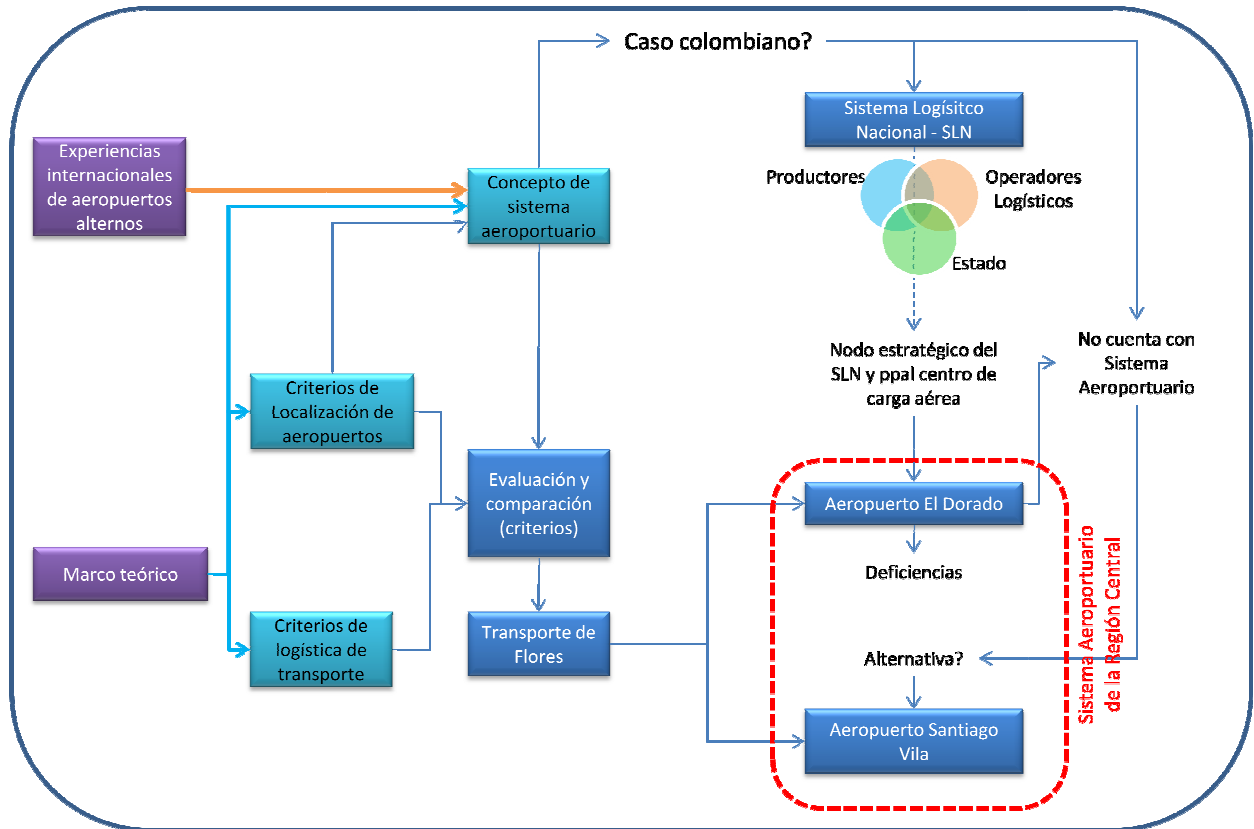 Caso colombiano?
Sistema Logísitco
Nacional - SLN
Experiencias
internacionales
de aeropuertos
alternos
Concepto de
sistema
aeroportuario
Productores
Operadores
Logísticos
Estado
Nodo estratégico del
SLN y ppal centro de
carga aérea
No cuenta con
Sistema
Aeroportuario
Criterios de
Localización de
aeropuertos
Evaluación y
comparación
(criterios)
Aeropuerto El Dorado
Deficiencias
Marco teórico
Criterios de
logística de
transporte
Transporte de
Flores
Alternativa?
Aeropuerto Santiago
Vila
Sistema Aeroportuario
de la Región Central